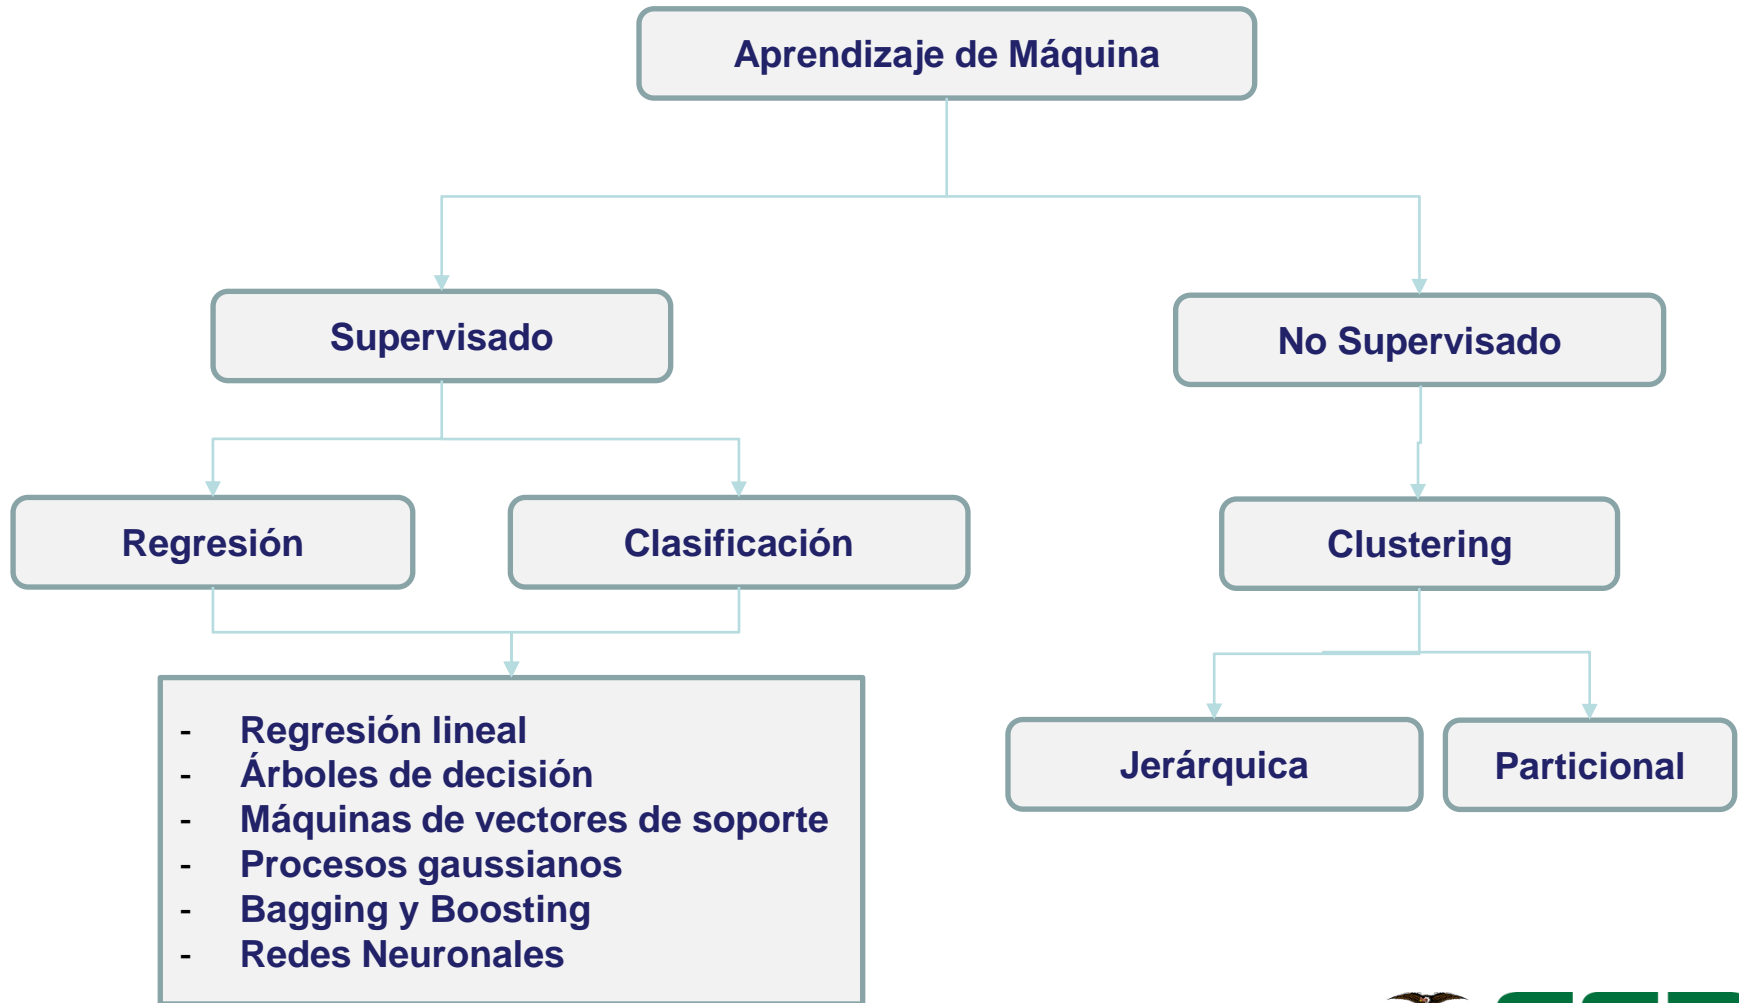 Aprendizaje de Máquina
Supervisado
No Supervisado
Regresión
Clasificación
Clustering
- Regresión lineal
- Árboles de decisión
- Máquinas de vectores de soporte
- Procesos gaussianos
- Bagging y Boosting
- Redes Neuronales
Jerárquica
Particional